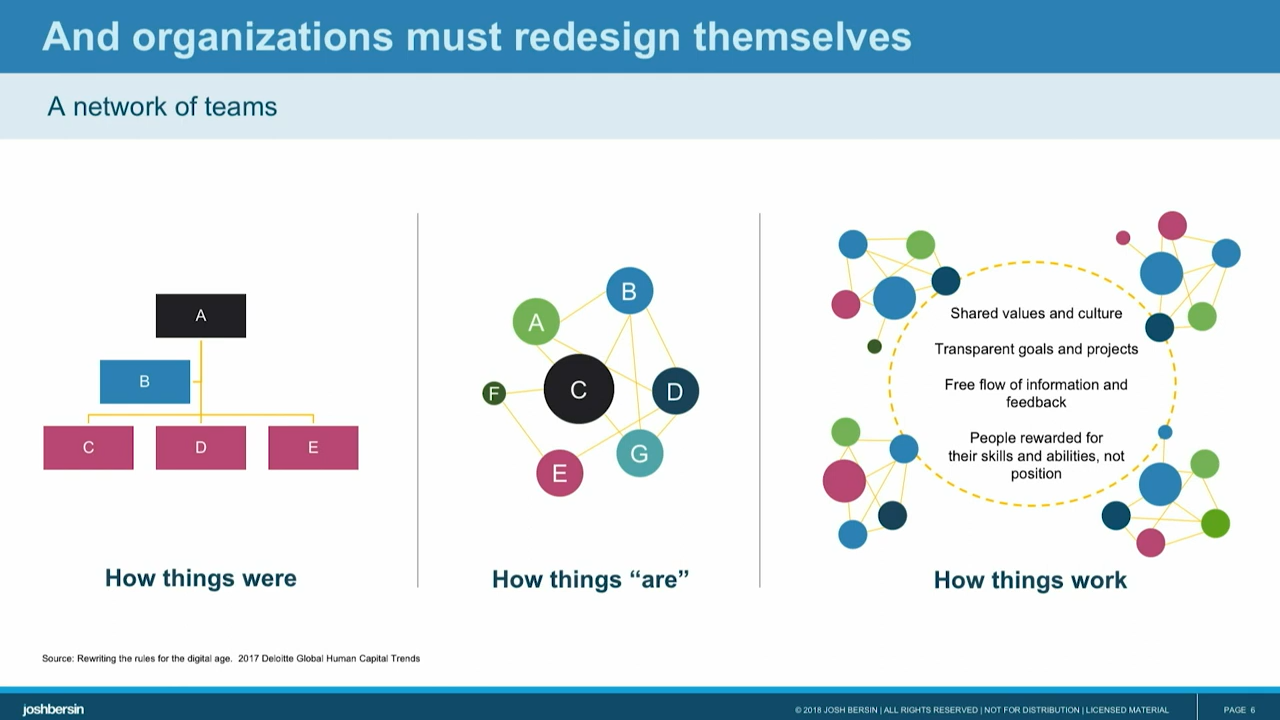 And organizations must redesign themselves
A network of teams
A
B
C
D
E
How things were
B
A
C
D
F
G
E
How things “are”
Shared values and culture
Transparent goals and projects
Free flow of information and
feedback
People rewarded for
their skills and abilities, not
position
How things work
Source: Rewriting the rules for the digital age.  2017 Deloitte Global Human Capital Trends
joshbersin
© 2018 JOSH BERSIN | ALL RIGHTS RESERVED | NOT FOR DISTRIBUTION | LICENSED MATERIAL
PAGE 6